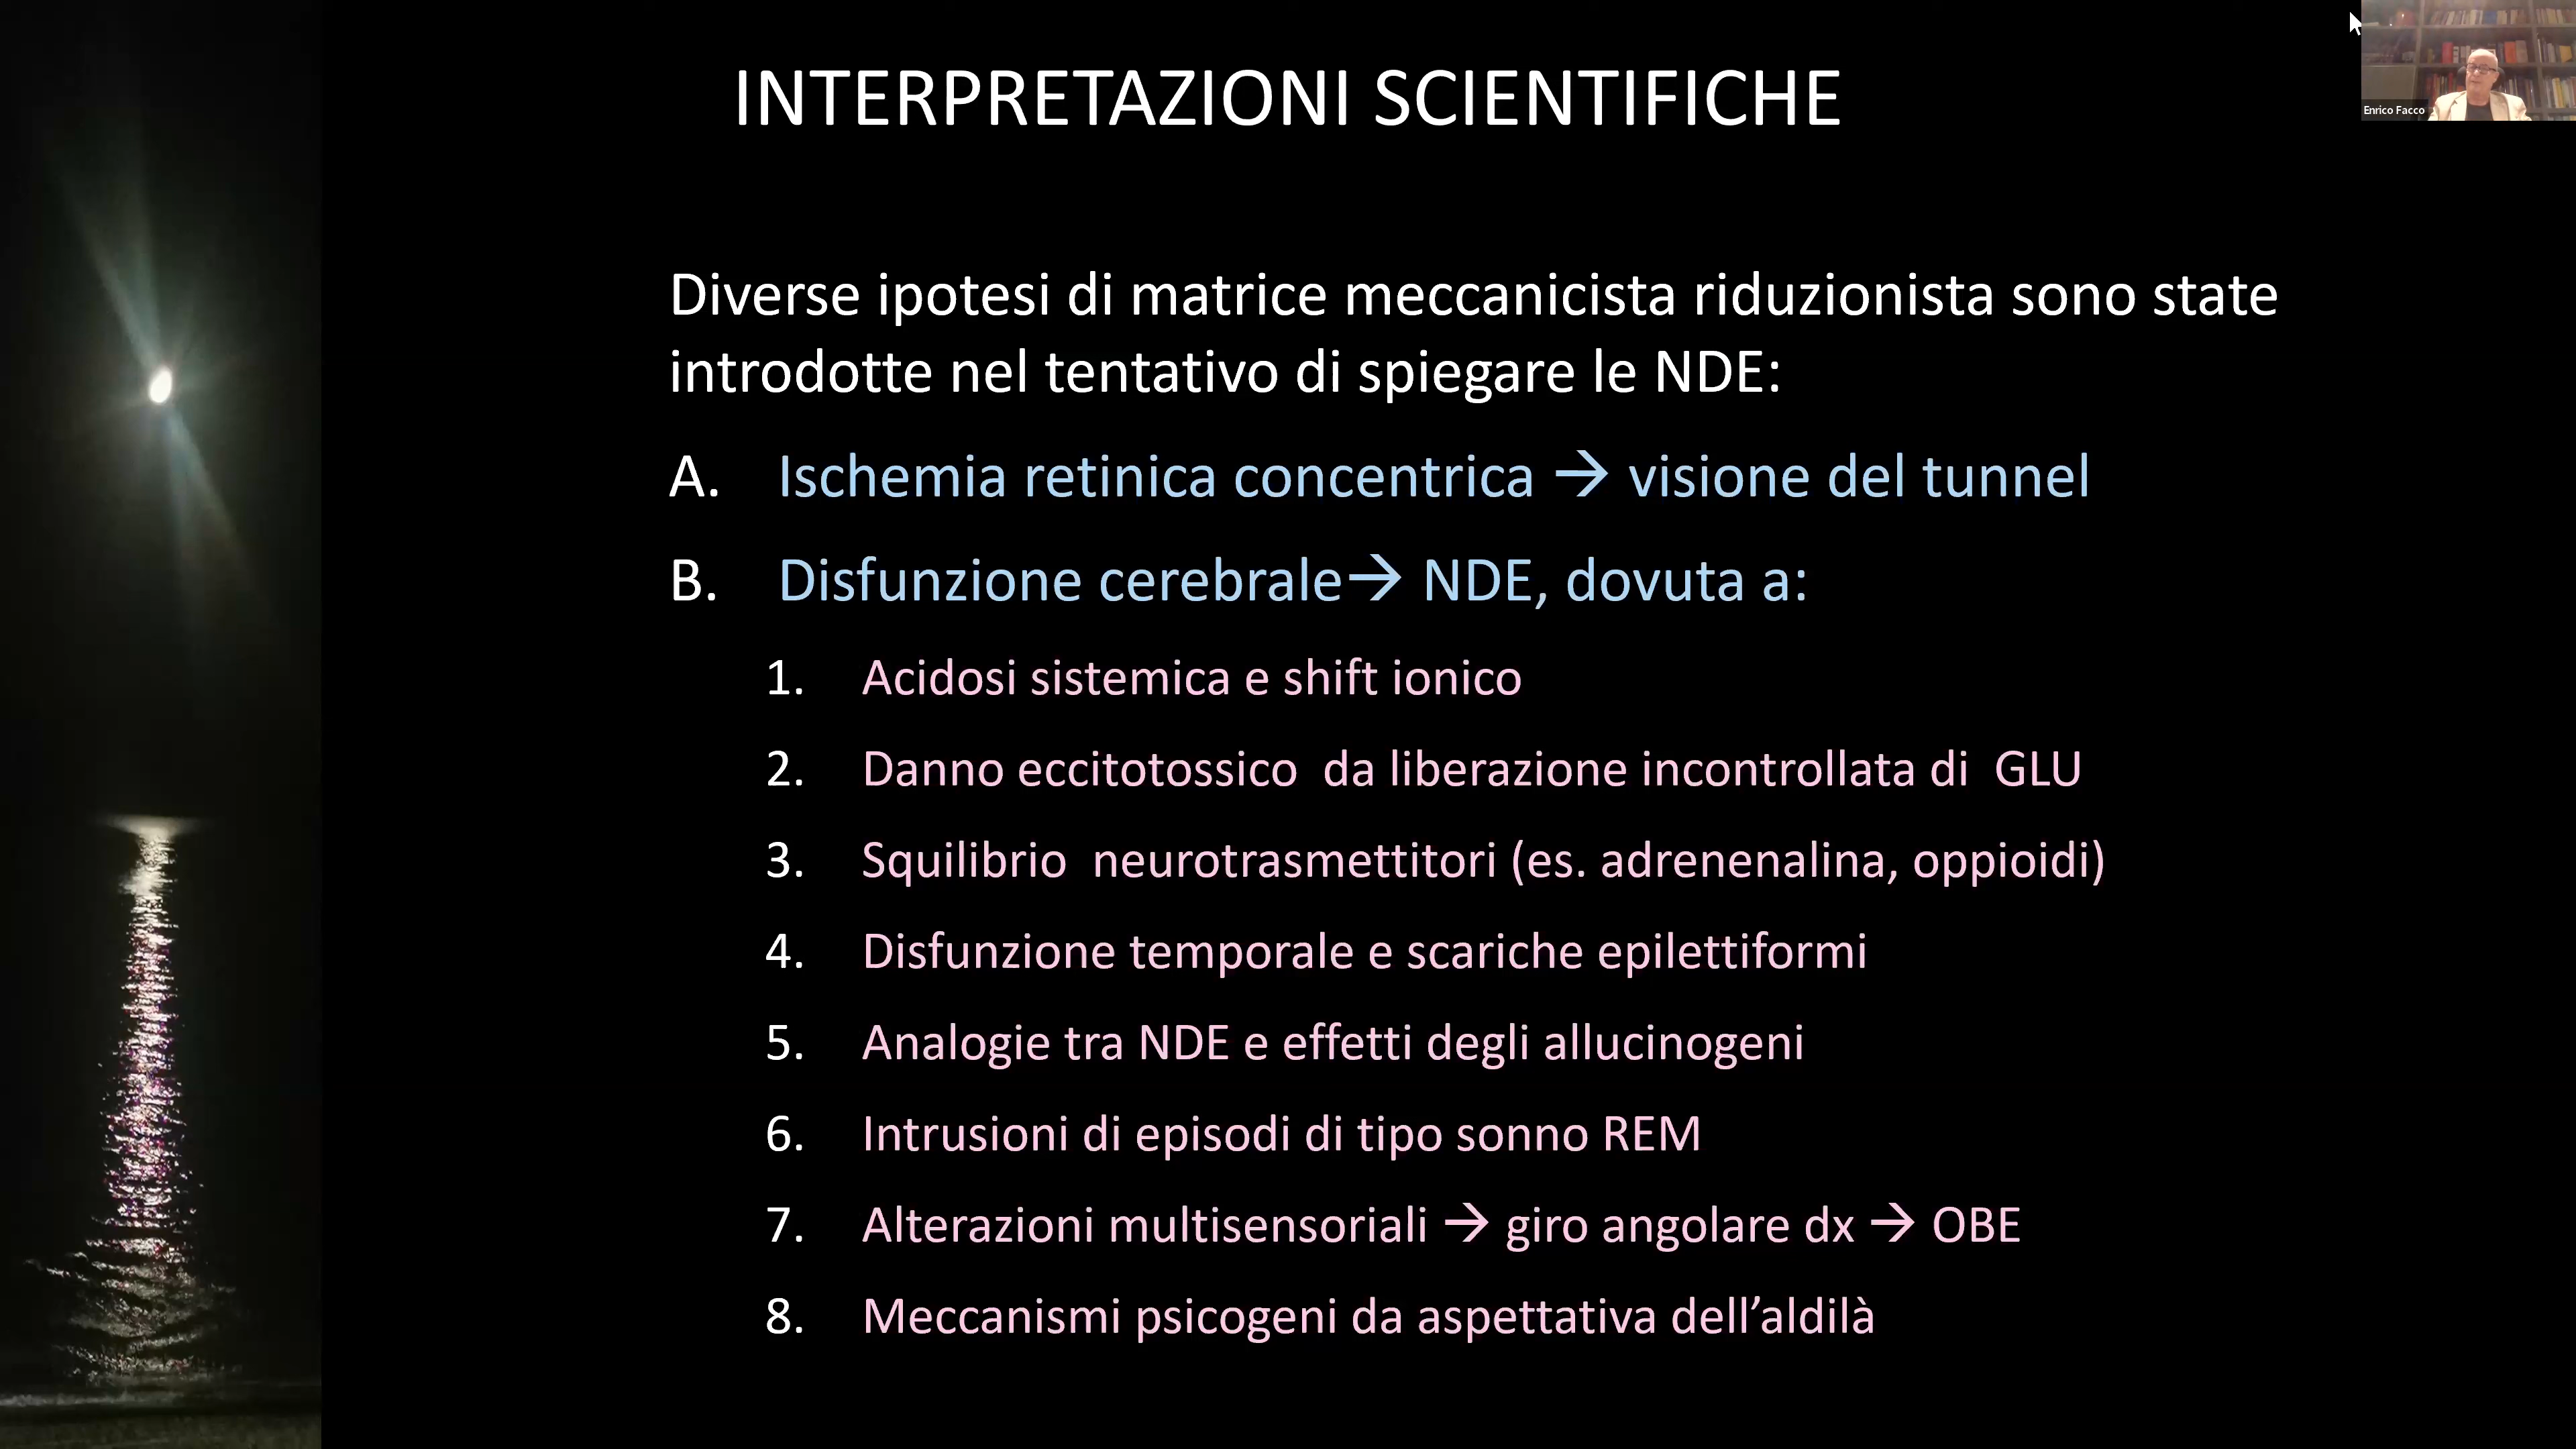 INTERPRETAZIONI SCIENTIFICHE
Enrico Facco
Diverse ipotesi di matrice meccanicista riduzionista sono state
introdotte nel tentativo di spiegare le NDE:
A. Ischemia retinica concentrica → visione del tunnel
B. Disfunzione cerebrale→ NDE, dovuta a:
1. Acidosi sistemica e shift ionico
2. Danno eccitotossico da liberazione incontrollata di GLU
3. Squilibrio neurotrasmettitori (es. adrenenalina, oppioidi)
4. Disfunzione temporale e scariche epilettiformi
5. Analogie tra NDE e effetti degli allucinogeni
6. Intrusioni di episodi di tipo sonno REM
7. Alterazioni multisensoriali → giro angolare dx → OBE
8. Meccanismi psicogeni da aspettativa dell’aldilà